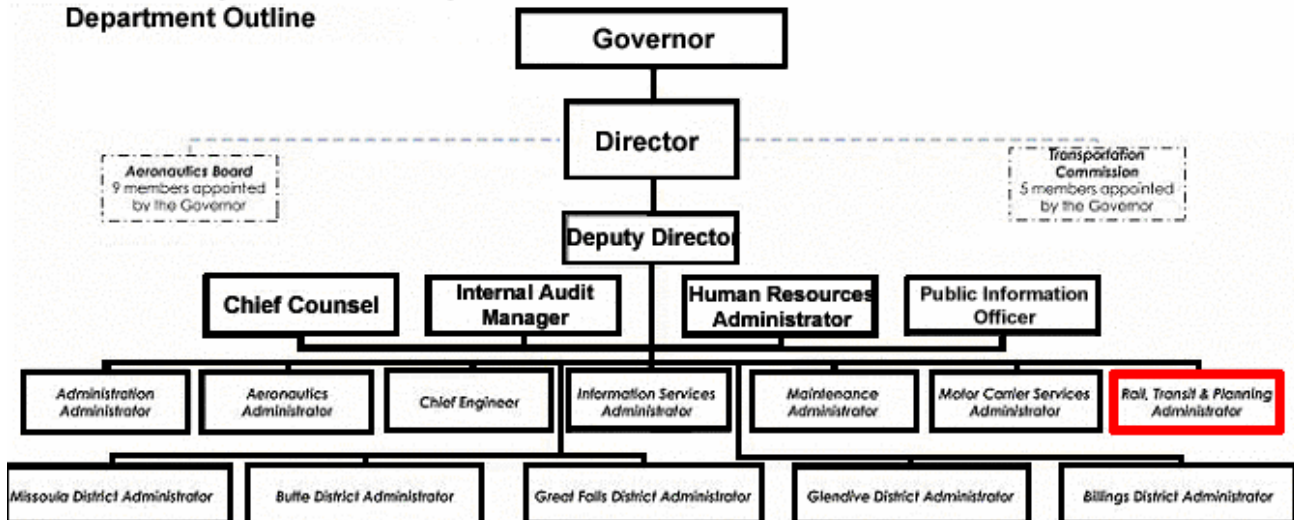 Department Outline
Governor
Director
Aeronautics Board
9 members appointed
by the Governor
Transportation
Commission
5 members appointed
by the Governor
Deputy Director
Chief Counsel
Internal Audit
Manager
Human Resources
Administrator
Public Information
Officer
Administration
Administrator
Aeronautics
Administrator
Chief Engineer
Information Services
Administrator
Maintenance
Administrator
Motor Carrier Services
Administrator
Rail, Transit & Planning
Administrator
Missoula District Administrator
Butte District Administrator
Great Falls District Administrator
Glendive District Administrator
Billings District Administrator